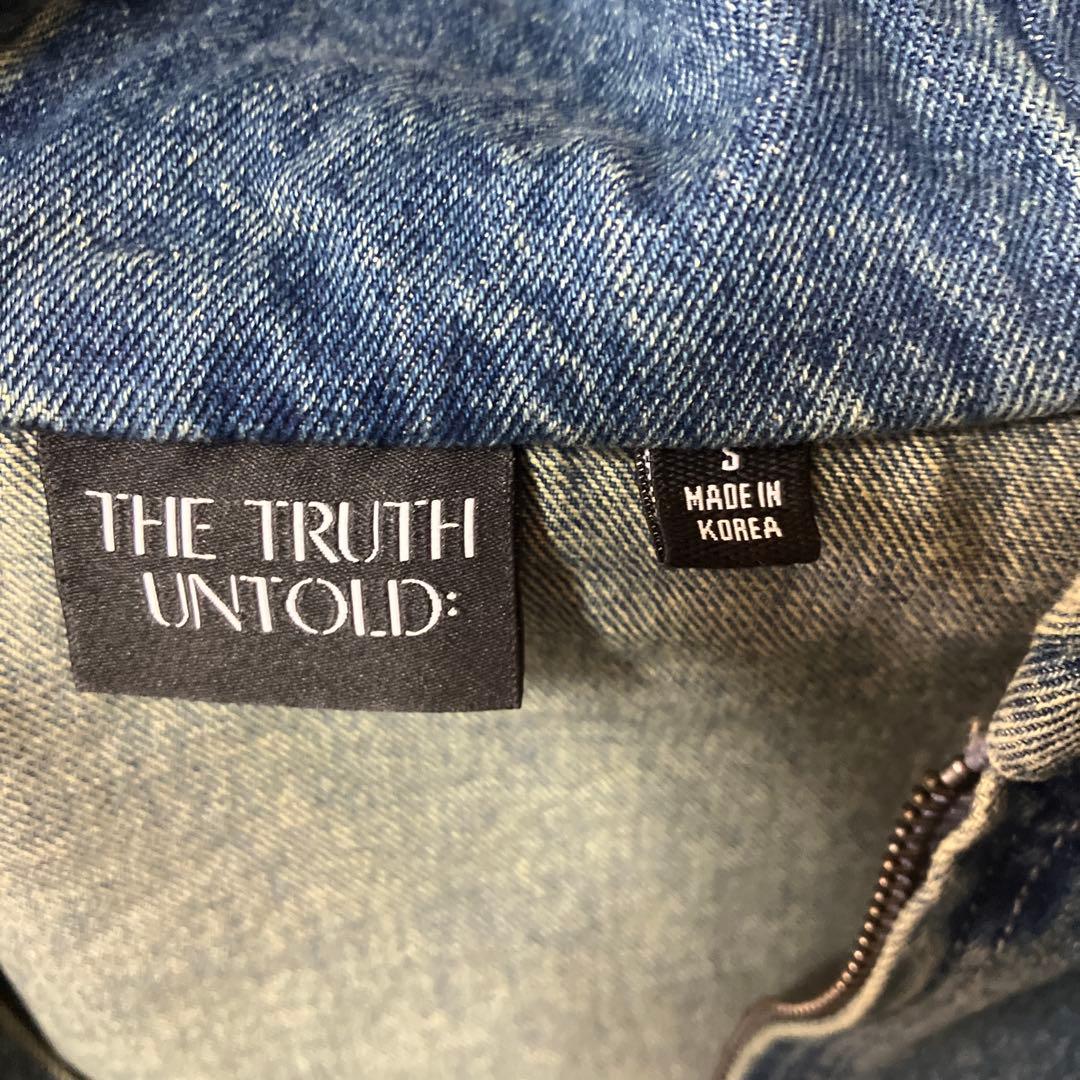 THE TRUTH
UNTOLD:
S
MADE IN
KOREA